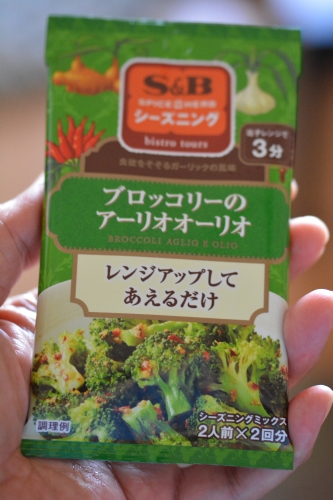 S&B
SPICE & HERB
シーズニング
bistro tours
電子レンジで
3分
食欲をそそるガーリックの風味
ブロッコリーの
アーリオオーリオ
BROCCOLI AGLIO E OLIO
レンジアップして
あえるだけ
シーズニングミックス
2人前×2回分
調理例